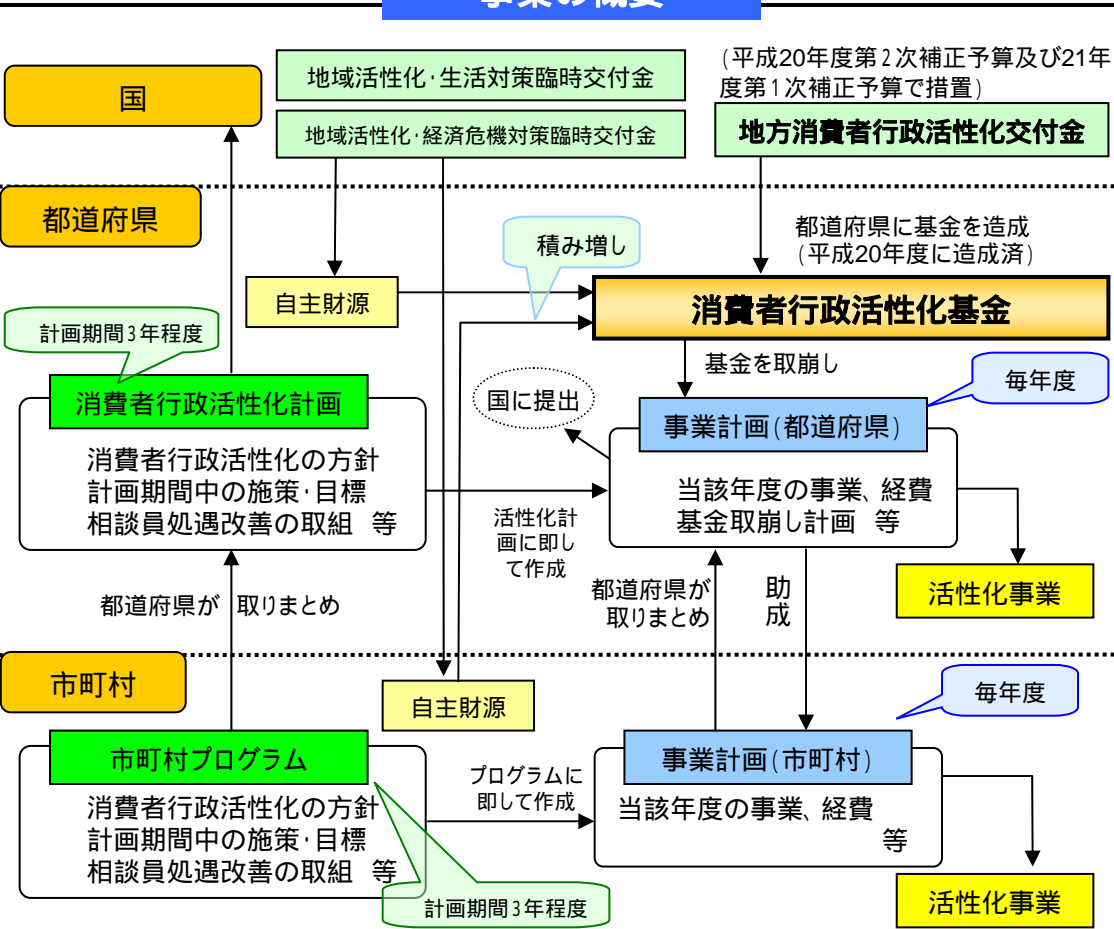 事業の概要
国
地域活性化･生活対策臨時交付金
地域活性化･経済危機対策臨時交付金
(平成20年度第2次補正予算及び21年
度第1次補正予算で措置)
地方消費者行政活性化交付金
都道府県
積み増し
都道府県に基金を造成
(平成20年度に造成済)
自主財源
消費者行政活性化基金
計画期間3年程度
基金を取崩し
毎年度
消費者行政活性化計画
国に提出
事業計画(都道府県)
消費者行政活性化の方針
計画期間中の施策･目標
相談員処遇改善の取組 等
当該年度の事業、経費
基金取崩し計画 等
活性化計
画に即し
て作成
活性化事業
都道府県が 取りまとめ
都道府県が
取りまとめ
助
成
市町村
自主財源
毎年度
市町村プログラム
事業計画(市町村)
消費者行政活性化の方針
計画期間中の施策･目標
相談員処遇改善の取組 等
プログラムに
即して作成
当該年度の事業、経費
等
計画期間3年程度
活性化事業